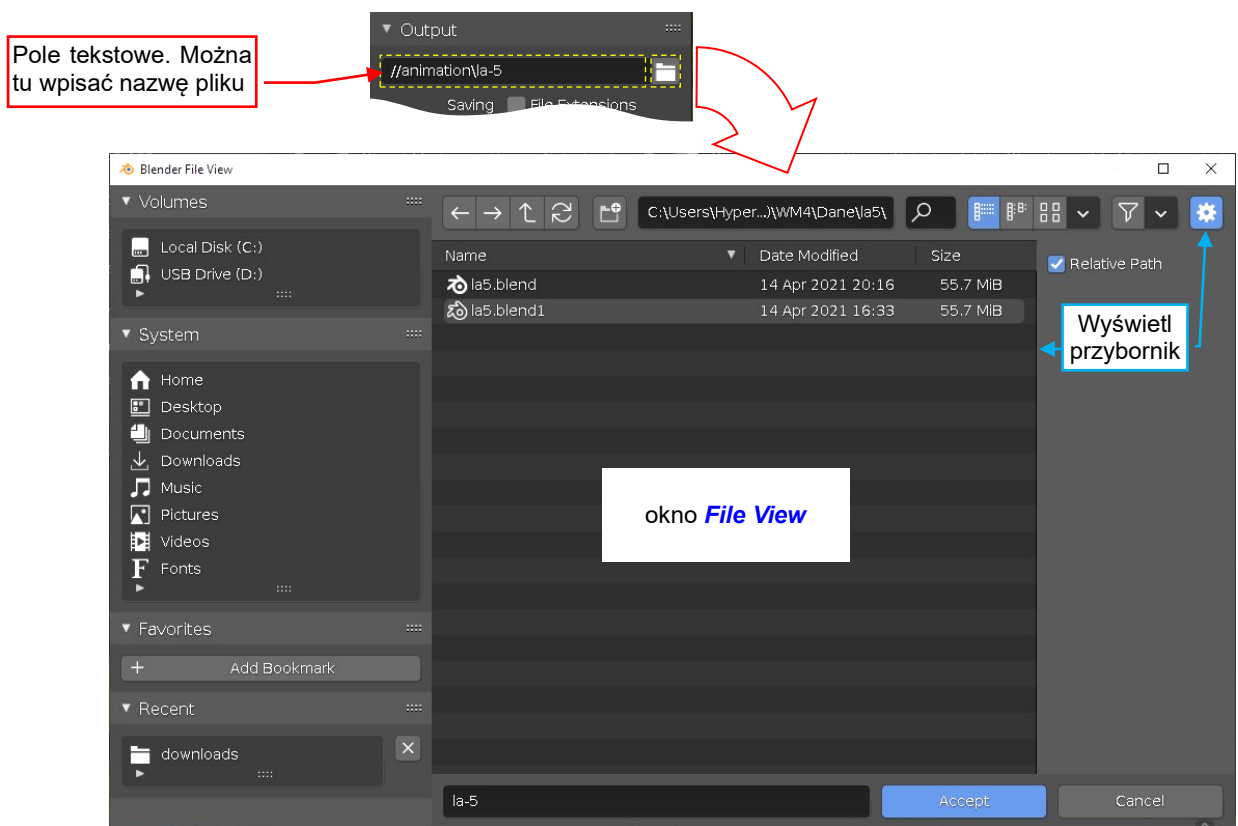 Output
Pole tekstowe. Można
tu wpisać nazwę pliku
//animation\la-5
Saving File Extensions
Blender File View
Volumes
Local Disk (C:)
USB Drive (D:)
System
Home
Desktop
Documents
Downloads
Music
Pictures
Videos
Fonts
Favorites
Add Bookmark
Recent
downloads
C:\Users\Hyper...)\WM4\Dane\la5\
Name Date Modified Size
la5.blend 14 Apr 2021 20:16 55.7 MiB
la5.blend1 14 Apr 2021 16:33 55.7 MiB
Relative Path
Wyświetl
przybornik
okno File View
la-5
Accept
Cancel